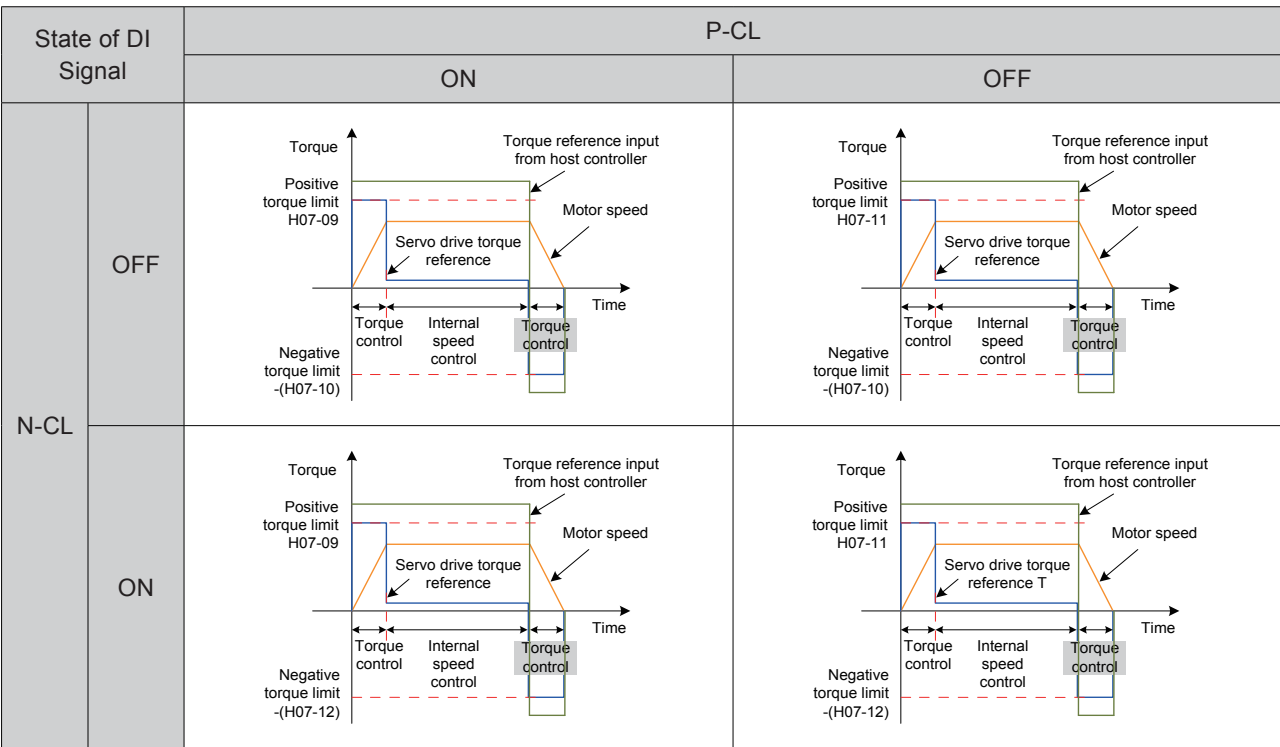 State of DI
Signal
P-CL
ON
OFF
N-CL
OFF
Torque
Positive
torque limit
H07-09
Torque reference input
from host controller
Motor speed
Servo drive torque
reference
Time
Torque
control
Internal
speed
control
Torque
control
Negative
torque limit
-(H07-10)
Torque
Positive
torque limit
H07-11
Torque reference input
from host controller
Motor speed
Servo drive torque
reference
Time
Torque
control
Internal
speed
control
Torque
control
Negative
torque limit
-(H07-10)
ON
Torque
Positive
torque limit
H07-09
Torque reference input
from host controller
Motor speed
Servo drive torque
reference
Time
Torque
control
Internal
speed
control
Torque
control
Negative
torque limit
-(H07-12)
Torque
Positive
torque limit
H07-11
Torque reference input
from host controller
Motor speed
Servo drive torque
reference T
Time
Torque
control
Internal
speed
control
Torque
control
Negative
torque limit
-(H07-12)